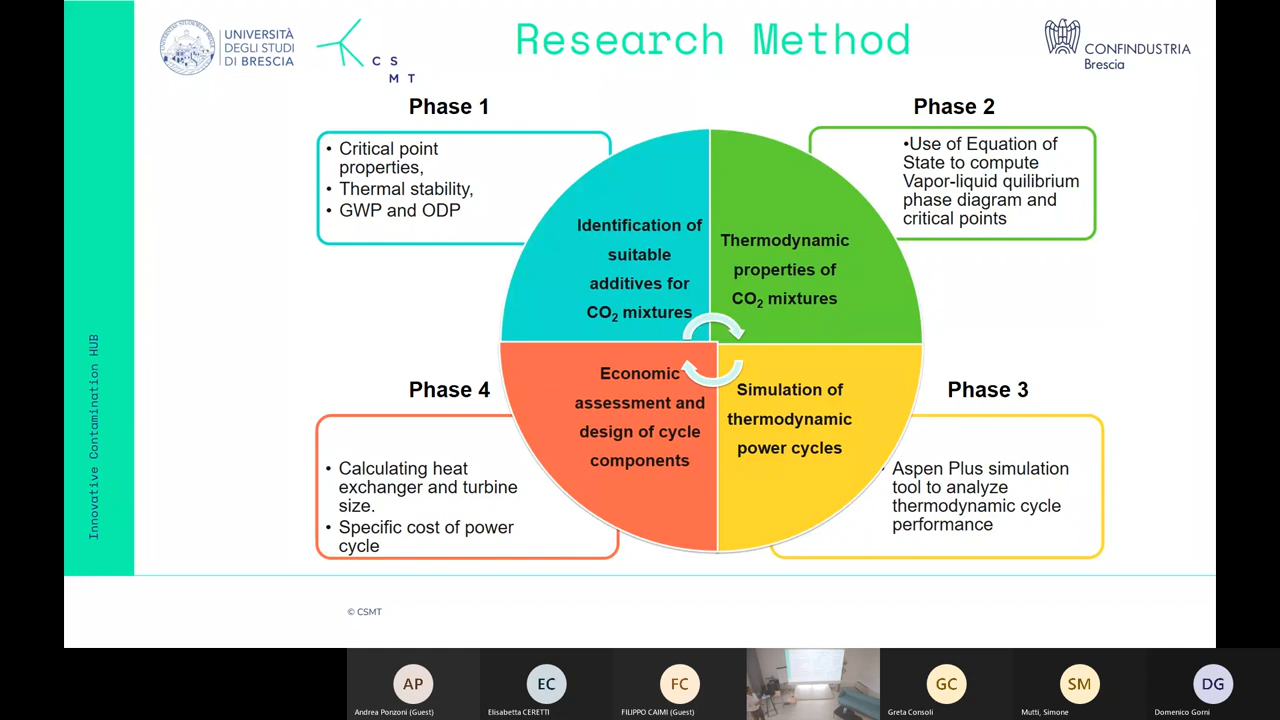 UNIVERSITÀ
DEGLI STUDI
DI BRESCIA
C S
M T
Research Method
CONFINDUSTRIA
Brescia
Phase 1
• Critical point
properties,
• Thermal stability,
• GWP and ODP
Identification of
suitable
additives for
CO2 mixtures
Phase 2
•Use of Equation of
State to compute
Vapor-liquid quilibrium
phase diagram and
critical points
Thermodynamic
properties of
CO2 mixtures
Phase 4
• Calculating heat
exchanger and turbine
size.
• Specific cost of power
cycle
Economic
assessment and
design of cycle
components
Phase 3
Simulation of
thermodynamic
power cycles
• Aspen Plus simulation
tool to analyze
thermodynamic cycle
performance
Innovative Contamination HUB
© CSMT
AP
Andrea Ponzoni (Guest)
EC
Elisabetta CERETTI
FC
FILIPPO CAIMI (Guest)
GC
Greta Consoli
SM
Mutti, Simone
DG
Domenico Gorni